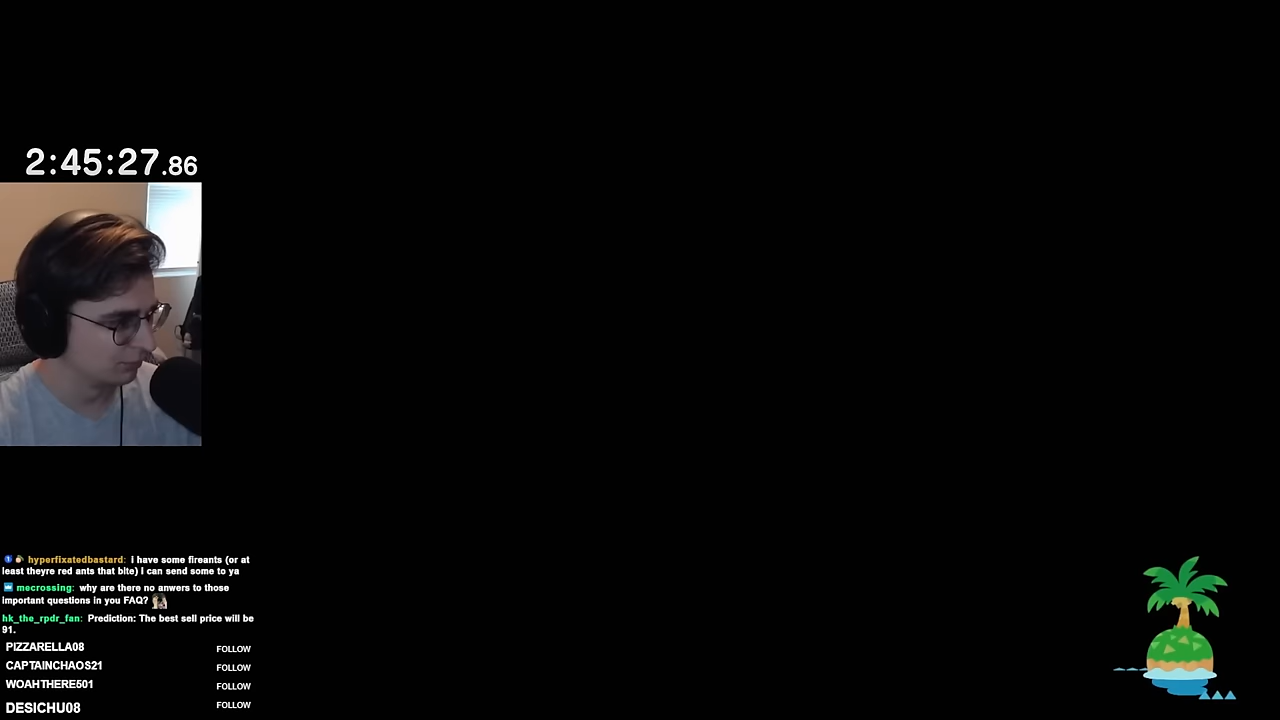 2:45:27.86
hyperfixatedbastard: I have some fireants (or at
least theyre red ants that bite) I can send some to ya
mecrossing: why are there no anwers to those
important questions in you FAQ?
hk_the_rpdr_fan: Prediction: The best sell price will be
91.
PIZZARELLA08 FOLLOW
CAPTAINCHAOS21 FOLLOW
WOAHTHERE501 FOLLOW
DESICHU08 FOLLOW